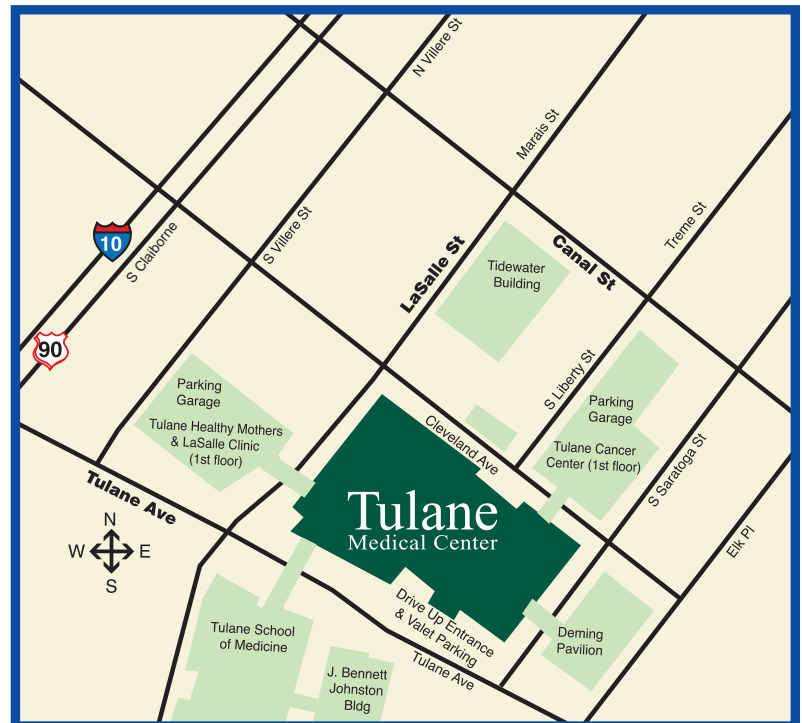 N Villere St
Marais St
Treme St
10
S Claiborne
S Villere St
LaSalle St
Canal St
Tidewater
Building
90
S Liberty St
Parking
Garage
Tulane Healthy Mothers
& LaSalle Clinic
(1st floor)
Parking
Garage
Tulane Cancer
Center (1st floor)
Cleveland Ave
S Saratoga St
Tulane Ave
Tulane
Medical Center
Elk Pl
N
W
E
S
Drive Up Entrance
& Valet Parking
Tulane School
of Medicine
Deming
Pavilion
Tulane Ave
J. Bennett
Johnston
Bldg